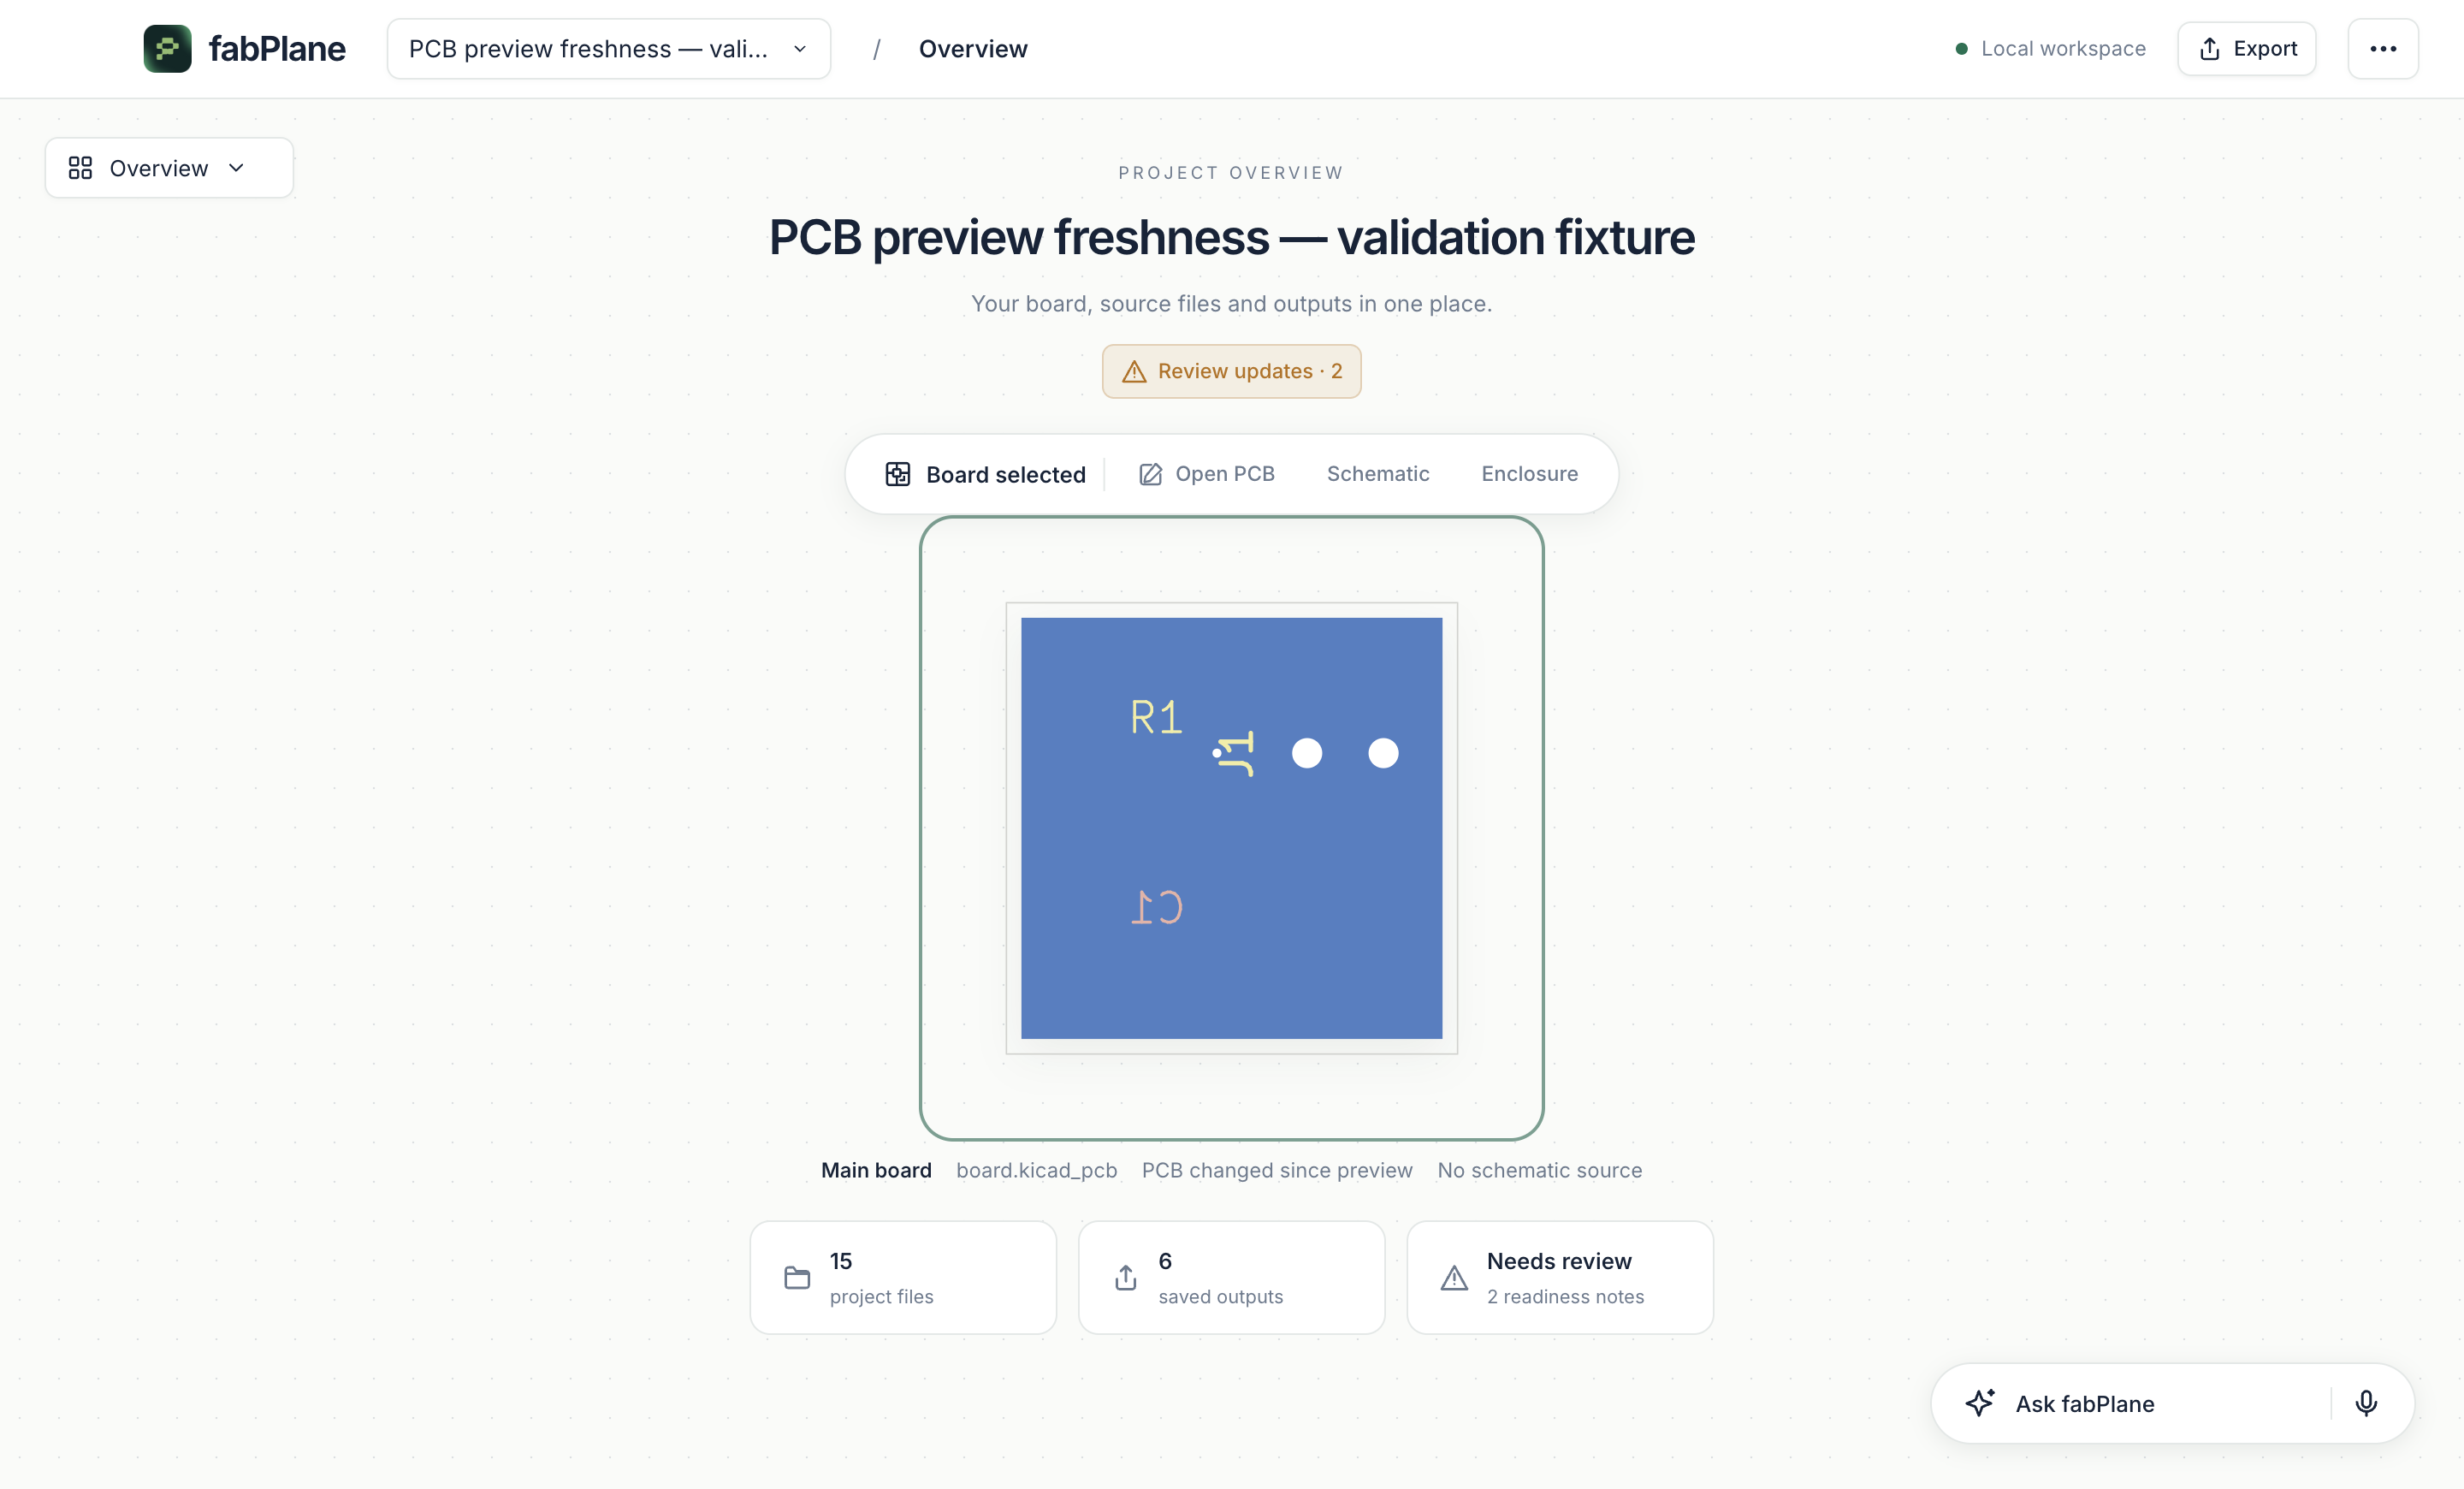 fabPlane
PCB preview freshness — vali...
/
Overview
Local workspace
Export
Overview
PROJECT OVERVIEW
PCB preview freshness — validation fixture
Your board, source files and outputs in one place.
Review updates · 2
Board selected
Open PCB
Schematic
Enclosure
R1
J1
C1
Main board
board.kicad_pcb
PCB changed since preview
No schematic source
15
project files
6
saved outputs
Needs review
2 readiness notes
Ask fabPlane